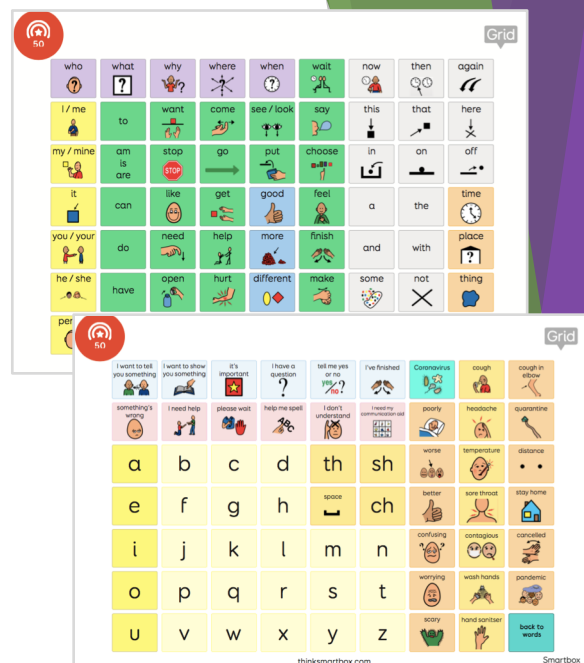 50
Grid
who what why where when wait now then again
I / me to want come see / look say this that here
my / mine am is are stop STOP go put choose in on off
it can like get good feel a the time
you / your do need help more finish and with place
he / she have open hurt different make some not thing
50
Grid
I want to tell you something I want to show you something it's important I have a question tell me yes or no yes/no? I've finished Coronavirus cough cough in elbow
something's wrong I need help please wait help me spell ABC I don't understand I need my communication aid poorly headache quarantine
a b c d th sh worse temperature distance
e f g h space ch better sore throat stay home
i j k l m n confusing contagious cancelled
o p q r s t worrying wash hands pandemic
u v w x y z scary hand sanitser back to words
thinksmartbox.com
Smartbox